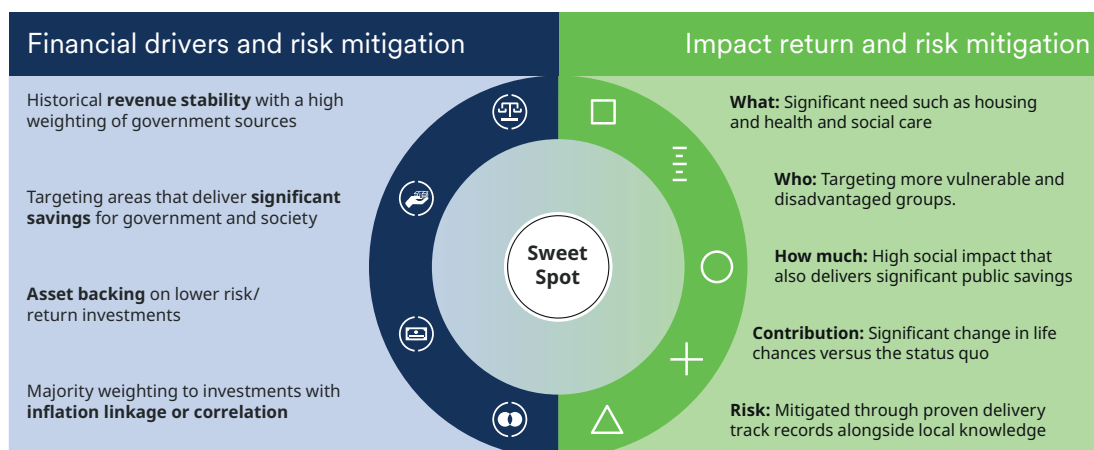 Financial drivers and risk mitigation
Impact return and risk mitigation
Historical revenue stability with a high
weighting of government sources
Targeting areas that deliver significant
savings for government and society
Asset backing on lower risk/
return investments
Majority weighting to investments with
inflation linkage or correlation
Sweet
Spot
What: Significant need such as housing
and health and social care
Who: Targeting more vulnerable and
disadvantaged groups.
How much: High social impact that
also delivers significant public savings
Contribution: Significant change in life
chances versus the status quo
Risk: Mitigated through proven delivery
track records alongside local knowledge